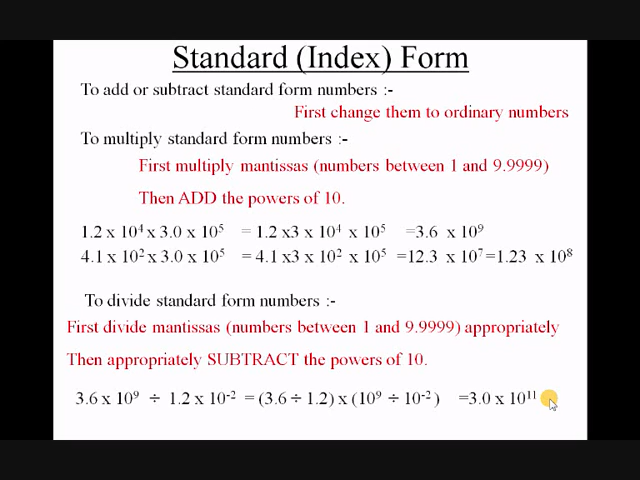 Standard (Index) Form
To add or subtract standard form numbers :-
First change them to ordinary numbers
To multiply standard form numbers :-
First multiply mantissas (numbers between 1 and 9.9999)
Then ADD the powers of 10.
1.2 x 10⁴ x 3.0 x 10⁵ = 1.2 x3 x 10⁴ x 10⁵ =3.6 x 10⁹
4.1 x 10² x 3.0 x 10⁵ = 4.1 x3 x 10² x 10⁵ =12.3 x 10⁷ =1.23 x 10⁸
To divide standard form numbers :-
First divide mantissas (numbers between 1 and 9.9999) appropriately
Then appropriately SUBTRACT the powers of 10.
3.6 x 10⁹ ÷ 1.2 x 10⁻² = (3.6 ÷ 1.2) x (10⁹ ÷ 10⁻²) =3.0 x 10¹¹